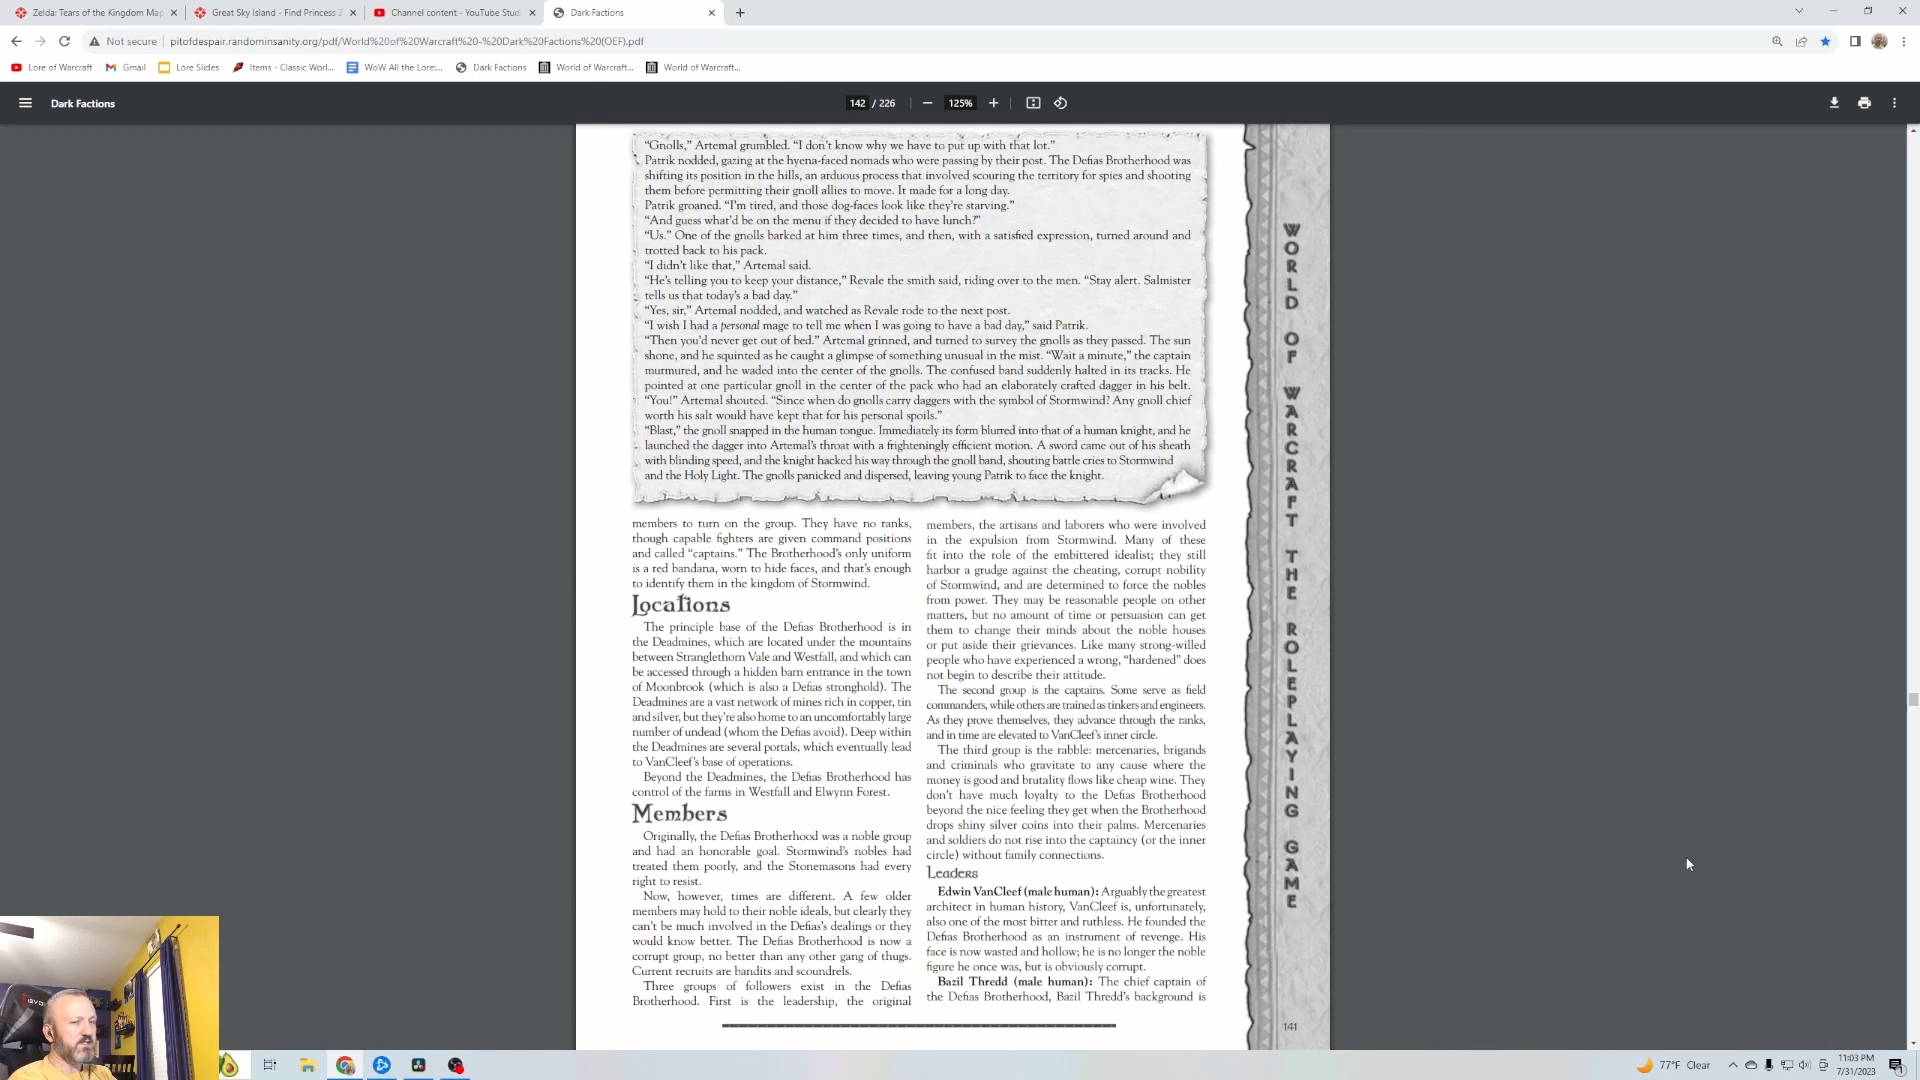 Zelda: Tears of the Kingdom Map
Great Sky Island - Find Princess Z
Channel content - YouTube Stud
Dark Factions
Not secure
pitofdespair.randominsanity.org/pdf/World%20of%20Warcraft%20-%20Dark%20Factions%20(OEF).pdf
Lore of Warcraft
Gmail
Lore Slides
Items - Classic Worl...
WoW All the Lore:...
Dark Factions
World of Warcraft...
World of Warcraft...
Dark Factions
142 / 226
125%
“Gnolls,” Artemal grumbled. “I don’t know why we have to put up with that lot.”
Patrik nodded, gazing at the hyena-faced nomads who were passing by their post. The Defias Brotherhood was
shifting its position in the hills, an arduous process that involved scouring the territory for spies and shooting
them before permitting their gnoll allies to move. It made for a long day.
Patrik groaned. “I’m tired, and those dog-faces look like they’re starving.”
“And guess what’d be on the menu if they decided to have lunch?”
“Us.” One of the gnolls barked at him three times, and then, with a satisfied expression, turned around and
trotted back to his pack.
“I didn’t like that,” Artemal said.
“He’s telling you to keep your distance,” Revale the smith said, riding over to the men. “Stay alert. Salmister
tells us that today’s a bad day.”
“Yes, sir,” Artemal nodded, and watched as Revale rode to the next post.
“I wish I had a personal mage to tell me when I was going to have a bad day,” said Patrik.
“Then you’d never get out of bed.” Artemal grinned, and turned to survey the gnolls as they passed. The sun
shone, and he squinted as he caught a glimpse of something unusual in the mist. “Wait a minute,” the captain
murmured, and he waded into the center of the gnolls. The confused band suddenly halted in its tracks. He
pointed at one particular gnoll in the center of the pack who had an elaborately crafted dagger in his belt.
“You!” Artemal shouted. “Since when do gnolls carry daggers with the symbol of Stormwind? Any gnoll chief
worth his salt would have kept that for his personal spoils.”
“Blast,” the gnoll snapped in the human tongue. Immediately its form blurred into that of a human knight, and he
launched the dagger into Artemal’s throat with a frighteningly efficient motion. A sword came out of his sheath
with blinding speed, and the knight hacked his way through the gnoll band, shouting battle cries to Stormwind
and the Holy Light. The gnolls panicked and dispersed, leaving young Patrik to face the knight.
members to turn on the group. They have no ranks,
though capable fighters are given command positions
and called “captains.” The Brotherhood’s only uniform
is a red bandana, worn to hide faces, and that’s enough
to identify them in the kingdom of Stormwind.
Locations
The principle base of the Defias Brotherhood is in
the Deadmines, which are located under the mountains
between Stranglethorn Vale and Westfall, and which can
be accessed through a hidden barn entrance in the town
of Moonbrook (which is also a Defias stronghold). The
Deadmines are a vast network of mines rich in copper, tin
and silver, but they’re also home to an uncomfortably large
number of undead (whom the Defias avoid). Deep within
the Deadmines are several portals, which eventually lead
to VanCleef’s base of operations.
Beyond the Deadmines, the Defias Brotherhood has
control of the farms in Westfall and Elwynn Forest.
Members
Originally, the Defias Brotherhood was a noble group
and had an honorable goal. Stormwind’s nobles had
treated them poorly, and the Stonemasons had every
right to resist.
Now, however, times are different. A few older
members may hold to their noble ideals, but clearly they
can’t be much involved in the Defias’s dealings or they
would know better. The Defias Brotherhood is now a
corrupt group, no better than any other gang of thugs.
Current recruits are bandits and scoundrels.
Three groups of followers exist in the Defias
Brotherhood. First is the leadership, the original
members, the artisans and laborers who were involved
in the expulsion from Stormwind. Many of these
fit into the role of the embittered idealist; they still
harbor a grudge against the cheating, corrupt nobility
of Stormwind, and are determined to force the nobles
from power. They may be reasonable people on other
matters, but no amount of time or persuasion can get
them to change their minds about the noble houses
or put aside their grievances. Like many strong-willed
people who have experienced a wrong, “hardened” does
not begin to describe their attitude.
The second group is the captains. Some serve as field
commanders, while others are trained as tinkers and engineers.
As they prove themselves, they advance through the ranks,
and in time are elevated to VanCleef’s inner circle.
The third group is the rabble: mercenaries, brigands
and criminals who gravitate to any cause where the
money is good and brutality flows like cheap wine. They
don’t have much loyalty to the Defias Brotherhood
beyond the nice feeling they get when the Brotherhood
drops shiny silver coins into their palms. Mercenaries
and soldiers do not rise into the captaincy (or the inner
circle) without family connections.
Leaders
Edwin VanCleef (male human): Arguably the greatest
architect in human history, VanCleef is, unfortunately,
also one of the most bitter and ruthless. He founded the
Defias Brotherhood as an instrument of revenge. His
face is now wasted and hollow; he is no longer the noble
figure he once was, but is obviously corrupt.
Bazil Thredd (male human): The chief captain of
the Defias Brotherhood, Bazil Thredd’s background is
WORLD OF WARCRAFT THE ROLEPLAYING GAME
141
77°F Clear
11:03 PM
7/31/2023